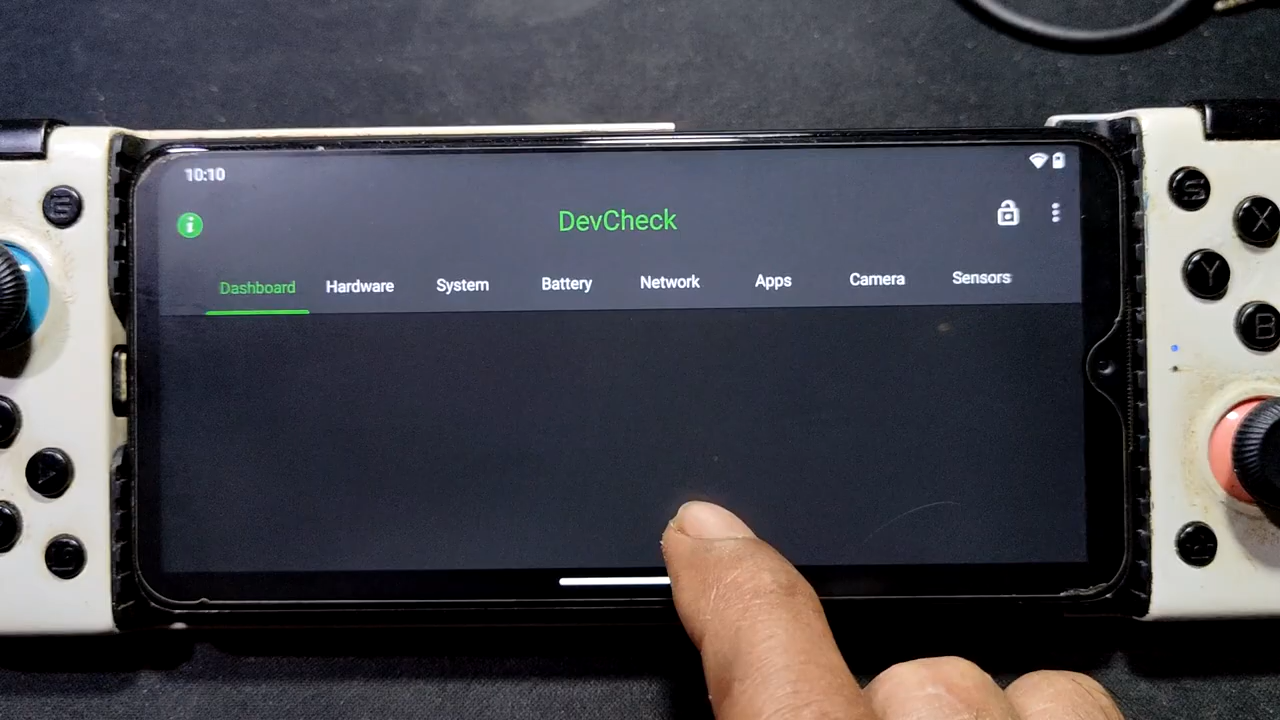 10:10
DevCheck
Dashboard Hardware System Battery Network Apps Camera Sensors
S
X
Y
B